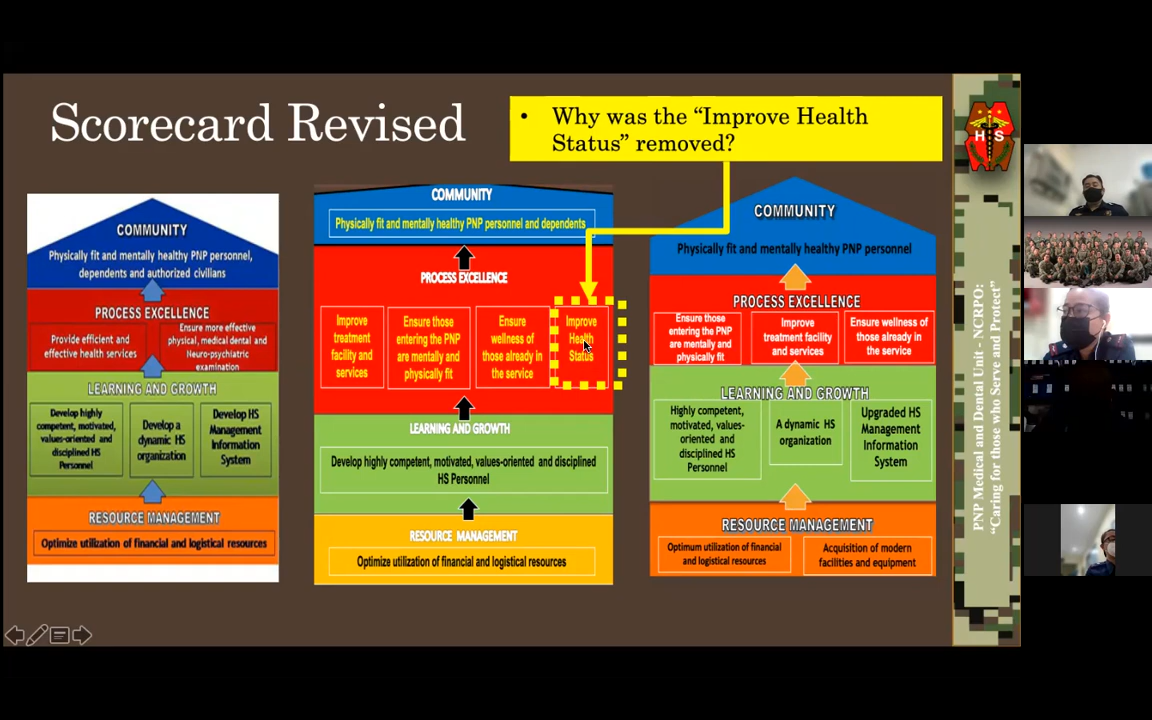 Scorecard Revised
• Why was the “Improve Health
Status” removed?
H S
COMMUNITY
Physically fit and mentally healthy PNP personnel,
dependents and authorized civilians
PROCESS EXCELLENCE
Provide efficient and
effective health services
Ensure more effective
physical, medical dental and
Neuro-psychiatric
examination
LEARNING AND GROWTH
Develop highly
competent, motivated,
values-oriented and
disciplined HS
Personnel
Develop a
dynamic HS
organization
Develop HS
Management
Information
System
RESOURCE MANAGEMENT
Optimize utilization of financial and logistical resources
COMMUNITY
Physically fit and mentally healthy PNP personnel and dependents
PROCESS EXCELLENCE
Improve
treatment
facility and
services
Ensure those
entering the PNP
are mentally and
physically fit
Ensure
wellness of
those already in
the service
Improve
Health
Status
LEARNING AND GROWTH
Develop highly competent, motivated, values-oriented and disciplined
HS Personnel
RESOURCE MANAGEMENT
Optimize utilization of financial and logistical resources
COMMUNITY
Physically fit and mentally healthy PNP personnel
PROCESS EXCELLENCE
Ensure those
entering the PNP
are mentally and
physically fit
Improve
treatment facility
and services
Ensure wellness of
those already in
the service
LEARNING AND GROWTH
Highly competent,
motivated, values-
oriented and
disciplined HS
Personnel
A dynamic HS
organization
Upgraded HS
Management
Information
System
RESOURCE MANAGEMENT
Optimum utilization of financial
and logistical resources
Acquisition of modern
facilities and equipment
PNP Medical and Dental Unit - NCRPO:
“Caring for those who Serve and Protect”